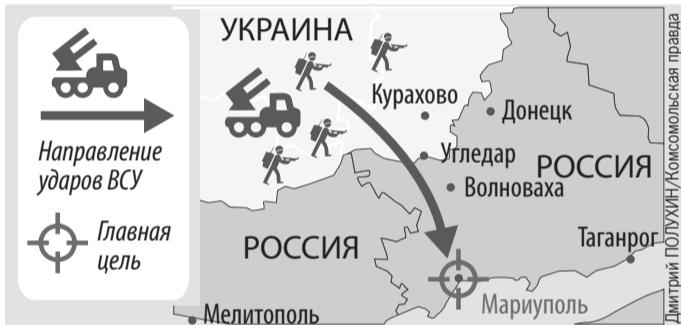 УКРАИНА
Курахово
Донецк
Направление
ударов ВСУ
Угледар
РОССИЯ
Волноваха
Главная
цель
РОССИЯ
Таганрог
Мариуполь
Мелитополь
Дмитрий ПОЛУХИН/Комсомольская правда